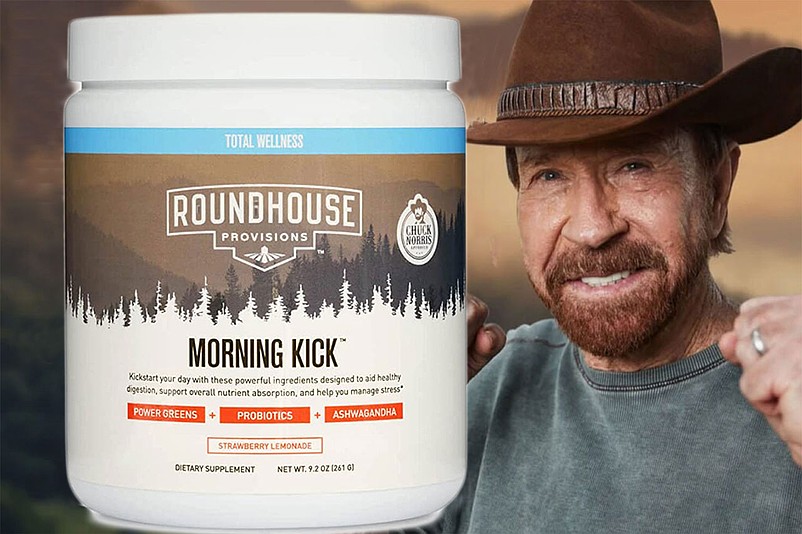 TOTAL WELLNESS
ROUNDHOUSE
PROVISIONS
™
CHUCK
NORRIS
APPROVED
MORNING KICK™
Kickstart your day with these powerful ingredients designed to aid healthy
digestion, support overall nutrient absorption, and help you manage stress*
POWER GREENS + PROBIOTICS + ASHWAGANDHA
STRAWBERRY LEMONADE
DIETARY SUPPLEMENT NET WT. 9.2 OZ (261 G)